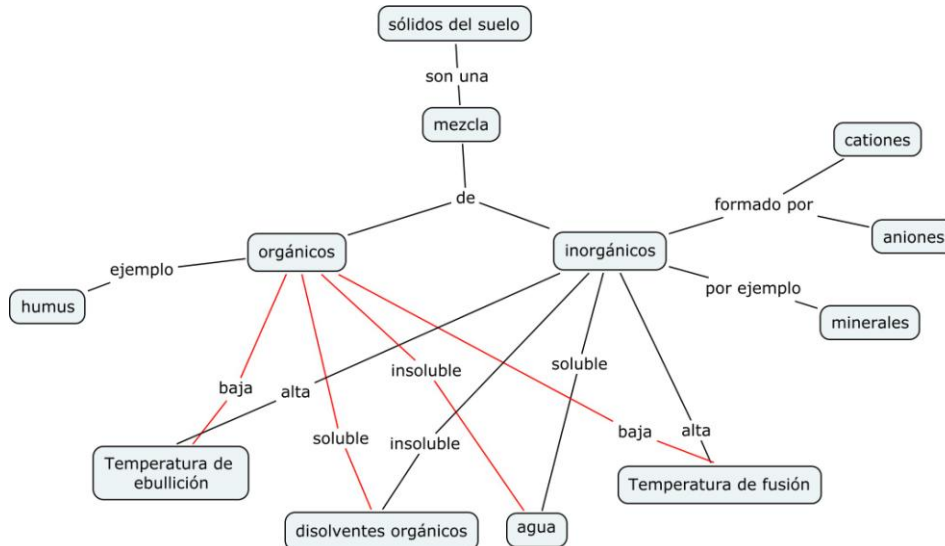 sólidos del suelo
son una
mezcla
de
cationes
formado por
aniones
orgánicos
inorgánicos
ejemplo
humus
por ejemplo
minerales
baja
alta
insoluble
soluble
soluble
insoluble
baja
alta
Temperatura de
ebullición
Temperatura de fusión
disolventes orgánicos
agua